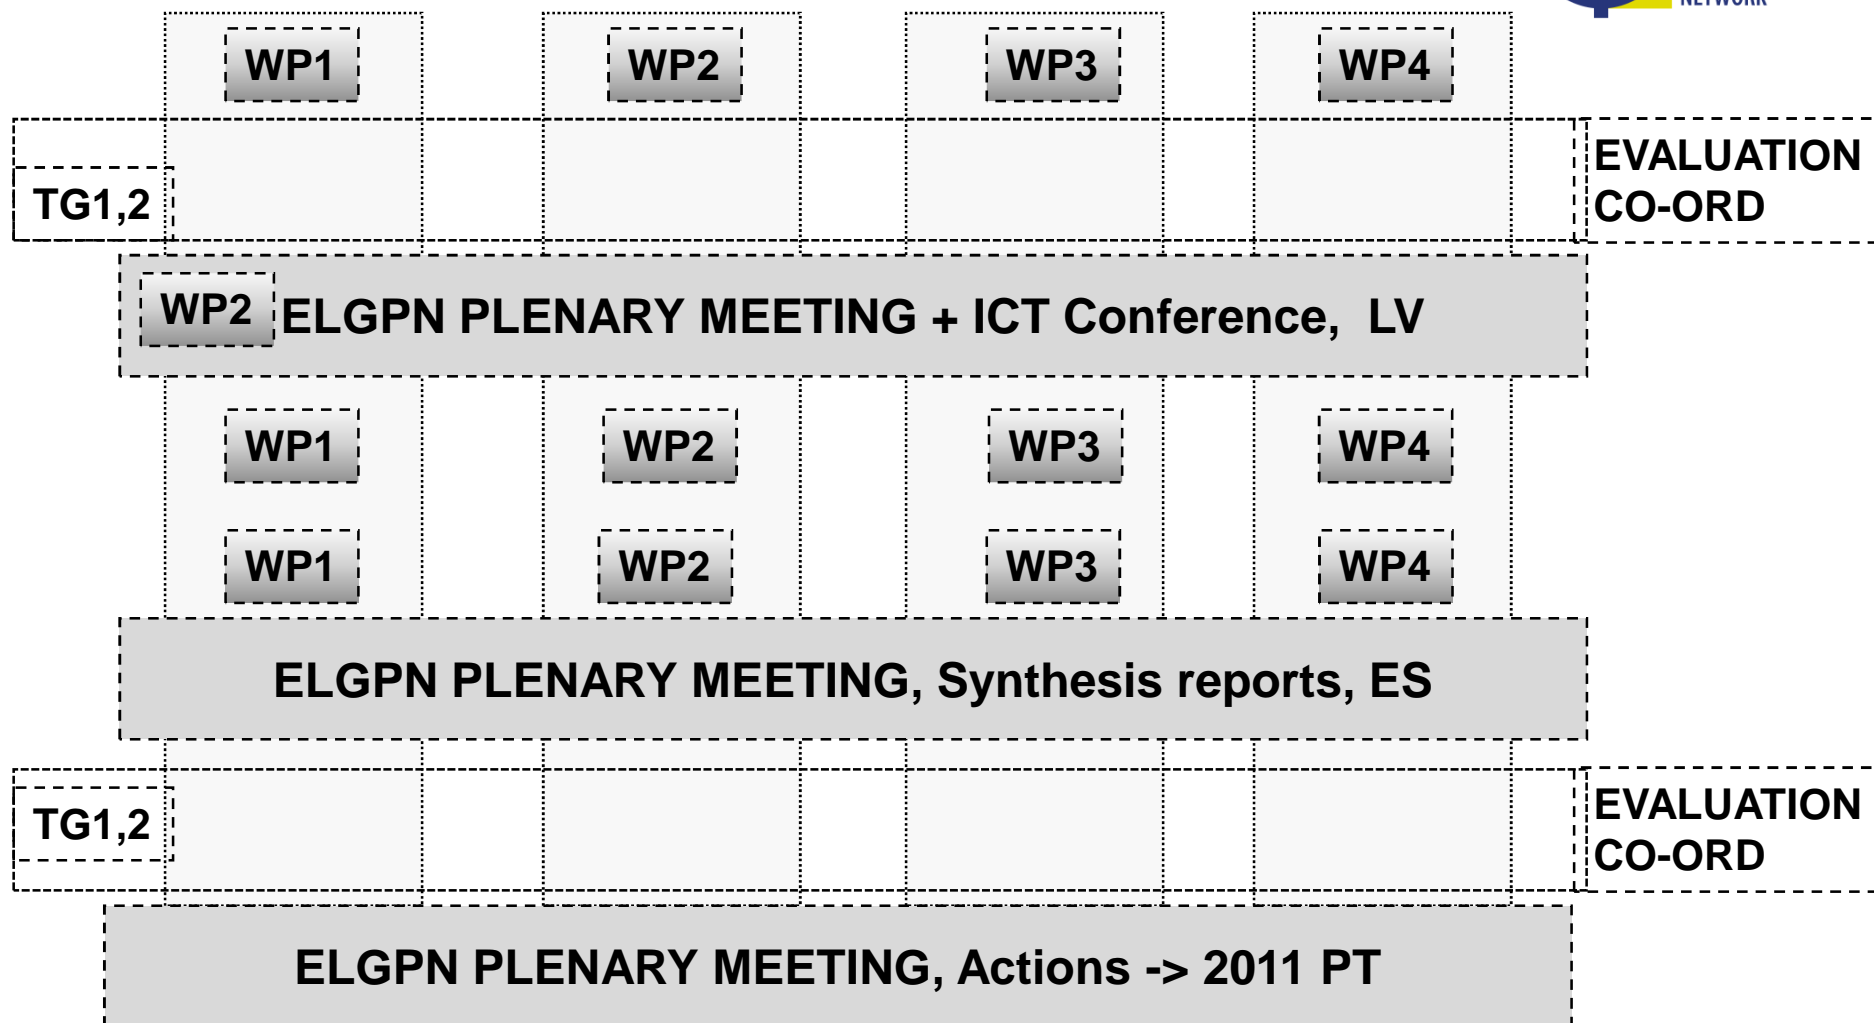 NETWORK
WP1 WP2 WP3 WP4
EVALUATION
CO-ORD
TG1,2
WP2 ELGPN PLENARY MEETING + ICT Conference, LV
WP1 WP2 WP3 WP4
WP1 WP2 WP3 WP4
ELGPN PLENARY MEETING, Synthesis reports, ES
TG1,2
EVALUATION
CO-ORD
ELGPN PLENARY MEETING, Actions -> 2011 PT